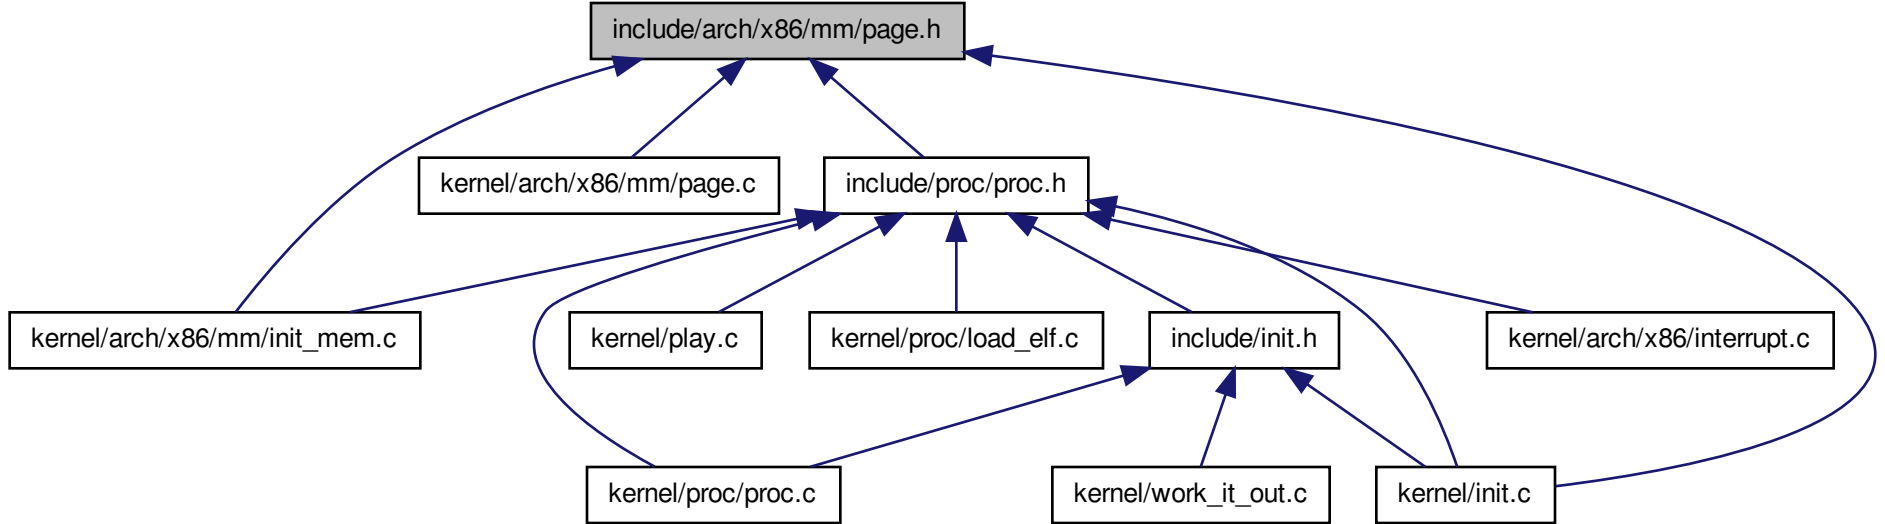 include/arch/x86/mm/page.h
kernel/arch/x86/mm/page.c
include/proc/proc.h
kernel/arch/x86/mm/init_mem.c
kernel/play.c
kernel/proc/load_elf.c
include/init.h
kernel/arch/x86/interrupt.c
kernel/proc/proc.c
kernel/work_it_out.c
kernel/init.c